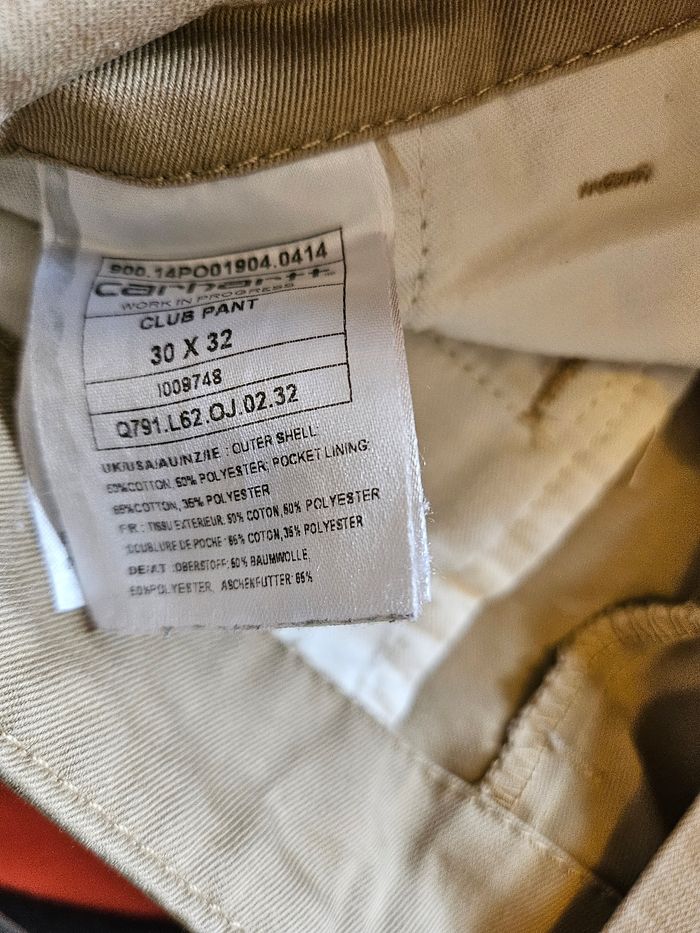 900.14PO01904.0414
carhartt
WORK IN PROGRESS
CLUB PANT
30 X 32
I009748
Q791.L62.OJ.02.32
UK/USA/AU/NZ/IE : OUTER SHELL:
50%COTTON, 50% POLYESTER; POCKET LINING:
65%COTTON, 35% POLYESTER
FR : TISSU EXTERIEUR: 50% COTON, 50% POLYESTER
DOUBLURE DE POCHE: 65% COTON, 35% POLYESTER
DE/AT :OBERSTOFF: 50% BAUMWOLLE,
50%POLYESTER, ASCHENFUTTER: 65%